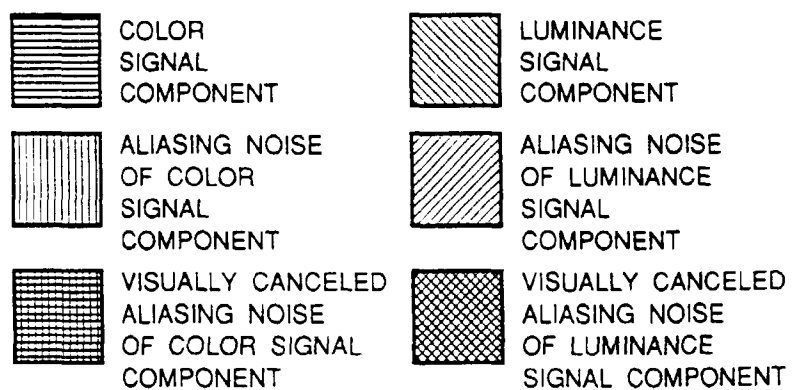 COLOR
SIGNAL
COMPONENT
LUMINANCE
SIGNAL
COMPONENT
ALIASING NOISE
OF COLOR
SIGNAL
COMPONENT
ALIASING NOISE
OF LUMINANCE
SIGNAL
COMPONENT
VISUALLY CANCELED
ALIASING NOISE
OF COLOR SIGNAL
COMPONENT
VISUALLY CANCELED
ALIASING NOISE
OF LUMINANCE
SIGNAL COMPONENT